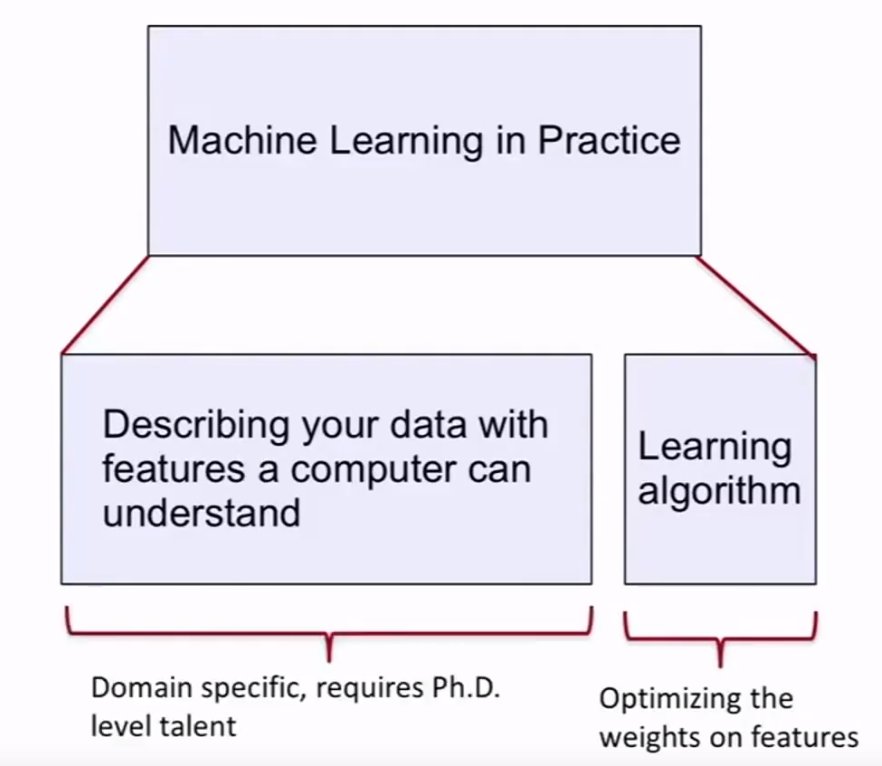 Machine Learning in Practice
Describing your data with
features a computer can
understand
Learning
algorithm
Domain specific, requires Ph.D.
level talent
Optimizing the
weights on features